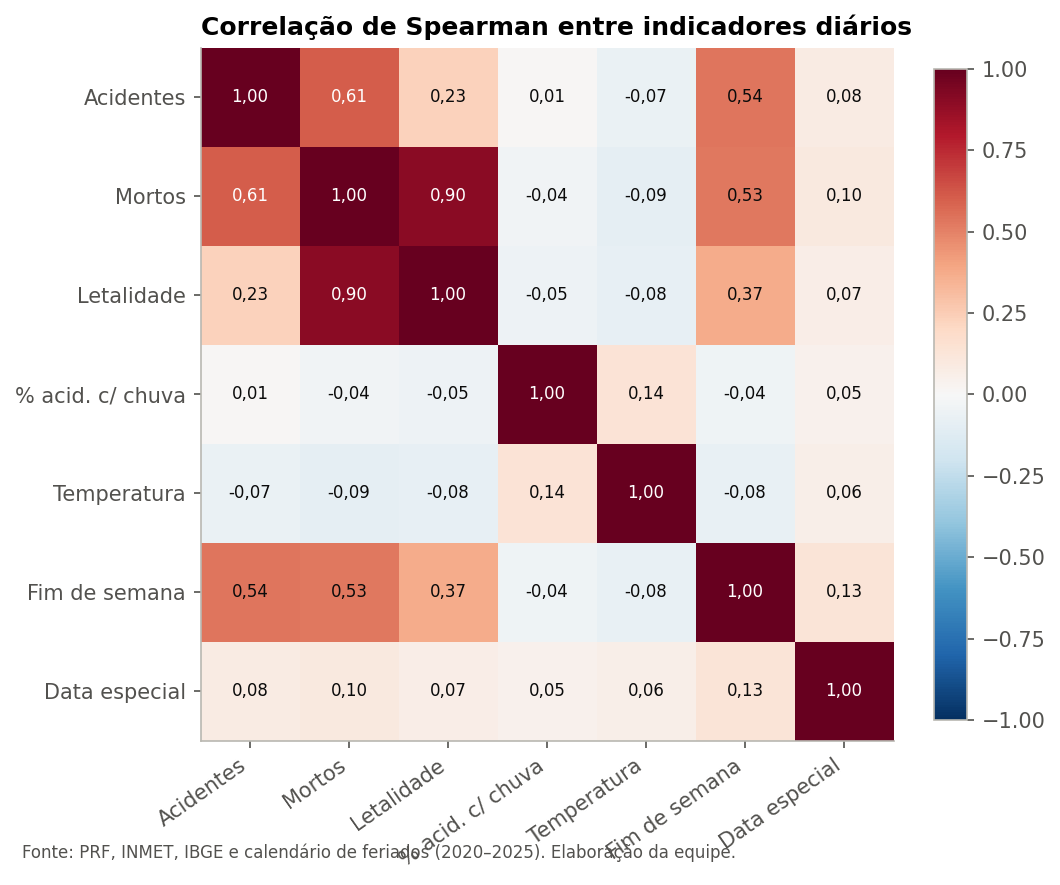 Correlação de Spearman entre indicadores diários
Acidentes 1,00 0,61 0,23 0,01 -0,07 0,54 0,08
Mortos 0,61 1,00 0,90 -0,04 -0,09 0,53 0,10
Letalidade 0,23 0,90 1,00 -0,05 -0,08 0,37 0,07
% acid. c/ chuva 0,01 -0,04 -0,05 1,00 0,14 -0,04 0,05
Temperatura -0,07 -0,09 -0,08 0,14 1,00 -0,08 0,06
Fim de semana 0,54 0,53 0,37 -0,04 -0,08 1,00 0,13
Data especial 0,08 0,10 0,07 0,05 0,06 0,13 1,00
Acidentes
Mortos
Letalidade
% acid. c/ chuva
Temperatura
Fim de semana
Data especial
1.00
0.75
0.50
0.25
0.00
−0.25
−0.50
−0.75
−1.00
Fonte: PRF, INMET, IBGE e calendário de feriados (2020–2025). Elaboração da equipe.